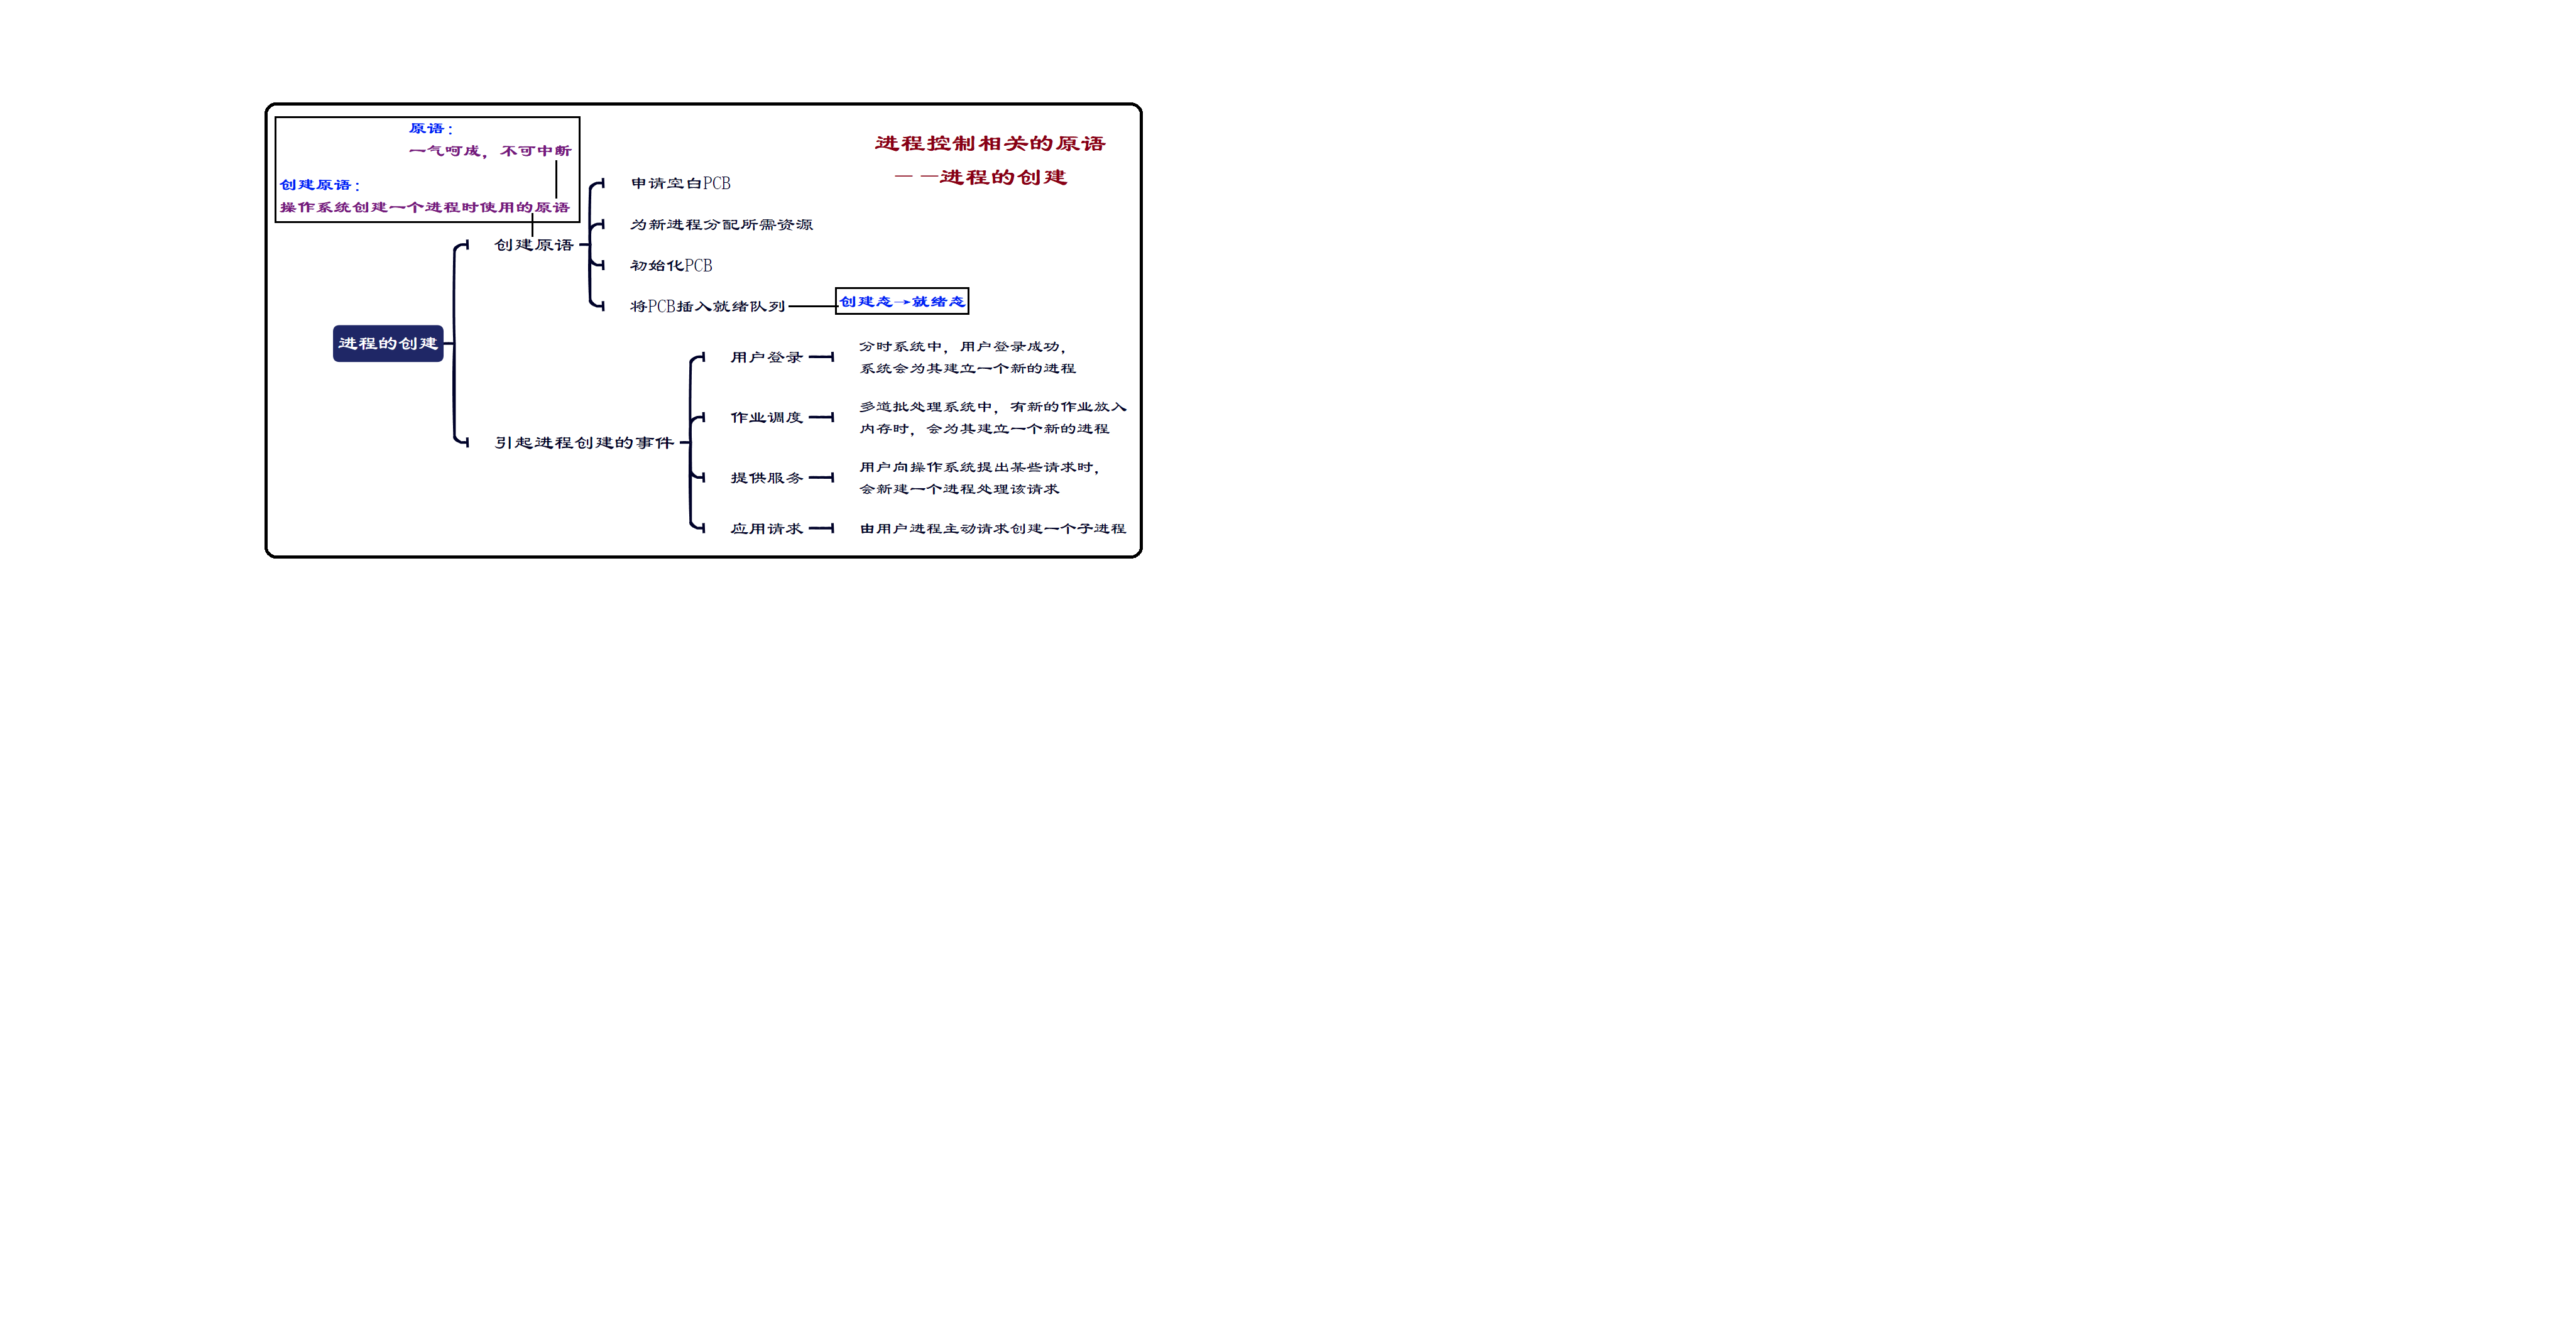 进程控制相关的原语
——进程的创建
原语：
一气呵成，不可中断
创建原语：
操作系统创建一个进程时使用的原语
进程的创建
创建原语
申请空白PCB
为新进程分配所需资源
初始化PCB
将PCB插入就绪队列
创建态→就绪态
引起进程创建的事件
用户登录
分时系统中，用户登录成功，
系统会为其建立一个新的进程
作业调度
多道批处理系统中，有新的作业放入
内存时，会为其建立一个新的进程
提供服务
用户向操作系统提出某些请求时，
会新建一个进程处理该请求
应用请求
由用户进程主动请求创建一个子进程